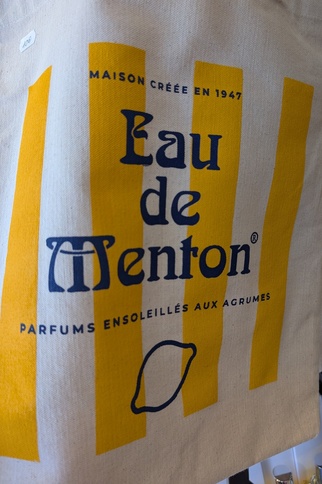 MAISON CRÉÉE EN 1947
Eau
de
Menton®
PARFUMS ENSOLEILLÉS AUX AGRUMES